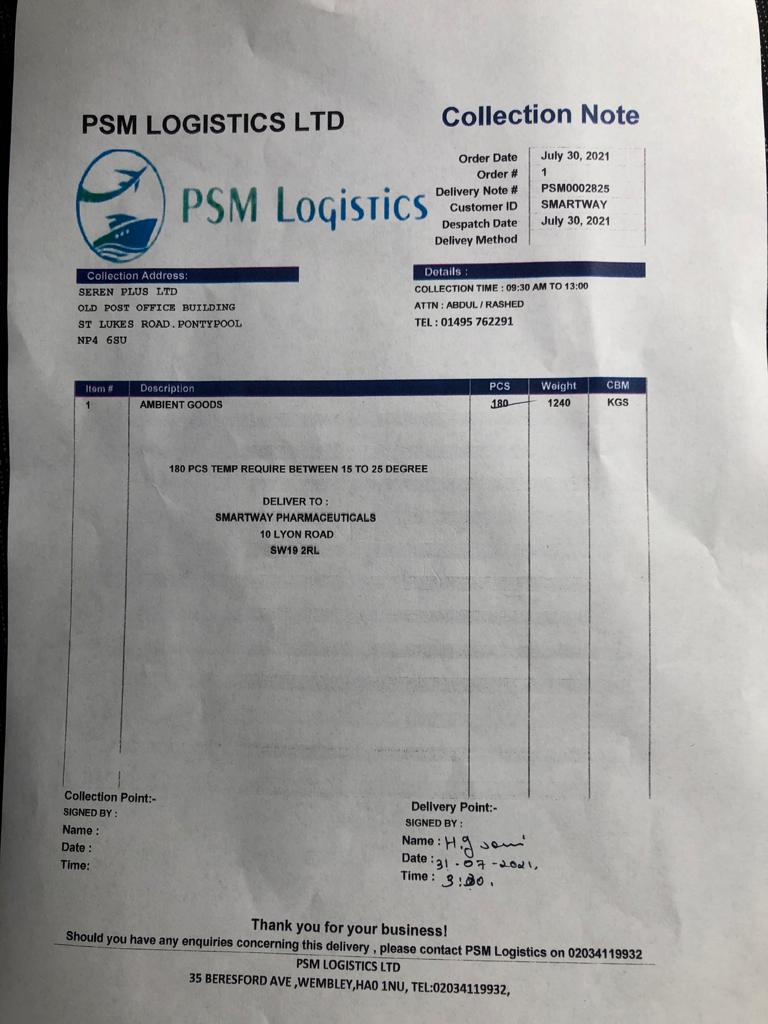 PSM LOGISTICS LTD
Collection Note
PSM Logistics
Order Date July 30, 2021
Order # 1
Delivery Note # PSM0002825
Customer ID SMARTWAY
Despatch Date July 30, 2021
Delivey Method
Collection Address:
SEREN PLUS LTD
OLD POST OFFICE BUILDING
ST LUKES ROAD.PONTYPOOL
NP4 6SU
Details :
COLLECTION TIME : 09:30 AM TO 13:00
ATTN : ABDUL / RASHED
TEL : 01495 762291
Item # Description PCS Weight CBM
1 AMBIENT GOODS 180 1240 KGS
180 PCS TEMP REQUIRE BETWEEN 15 TO 25 DEGREE
DELIVER TO :
SMARTWAY PHARMACEUTICALS
10 LYON ROAD
SW19 2RL
Collection Point:-
SIGNED BY :
Name :
Date :
Time:
Delivery Point:-
SIGNED BY :
Name : H.g
Date : 31-07-2021,
Time : 3:30.
Thank you for your business!
Should you have any enquiries concerning this delivery , please contact PSM Logistics on 02034119932
PSM LOGISTICS LTD
35 BERESFORD AVE ,WEMBLEY,HA0 1NU, TEL:02034119932,